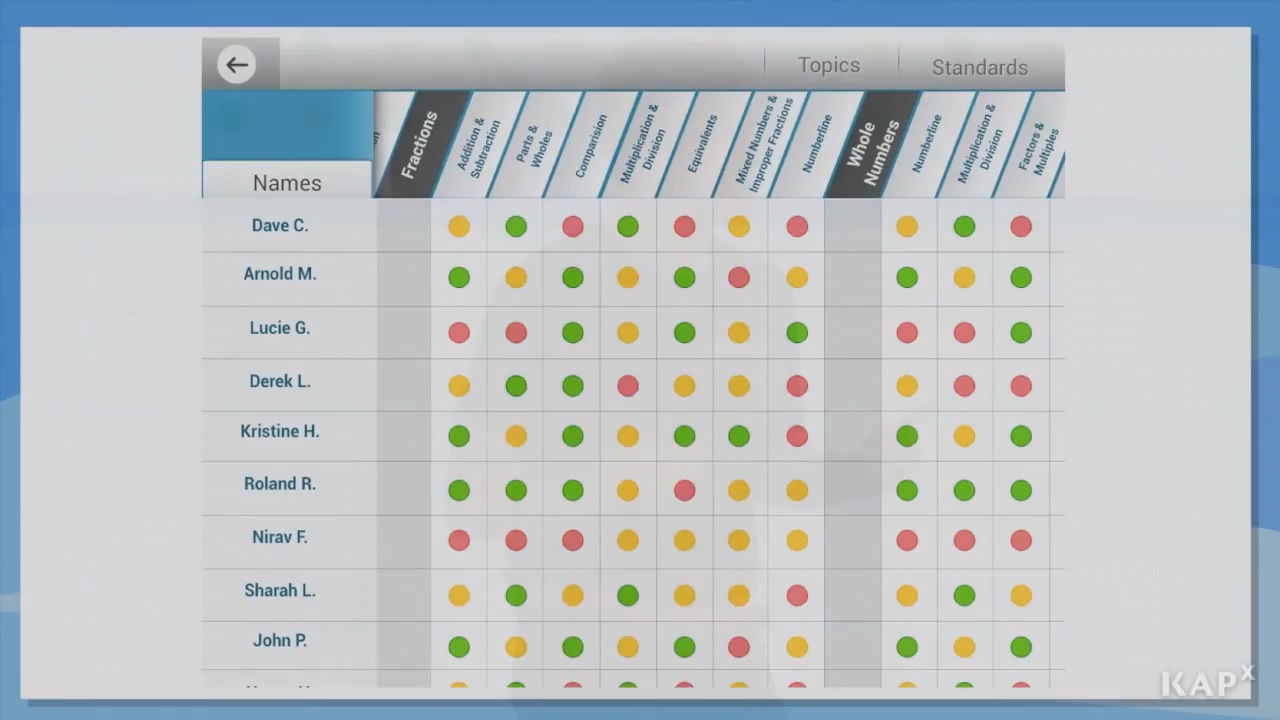 Topics
Standards
Fractions
Addition &
Subtraction
Parts &
Wholes
Comparision
Multiplication &
Division
Equivalents
Mixed Numbers &
Improper Fractions
Numberline
Whole
Numbers
Numberline
Multiplication &
Division
Factors &
Multiples
Names
Dave C.
Arnold M.
Lucie G.
Derek L.
Kristine H.
Roland R.
Nirav F.
Sharah L.
John P.
KAPx